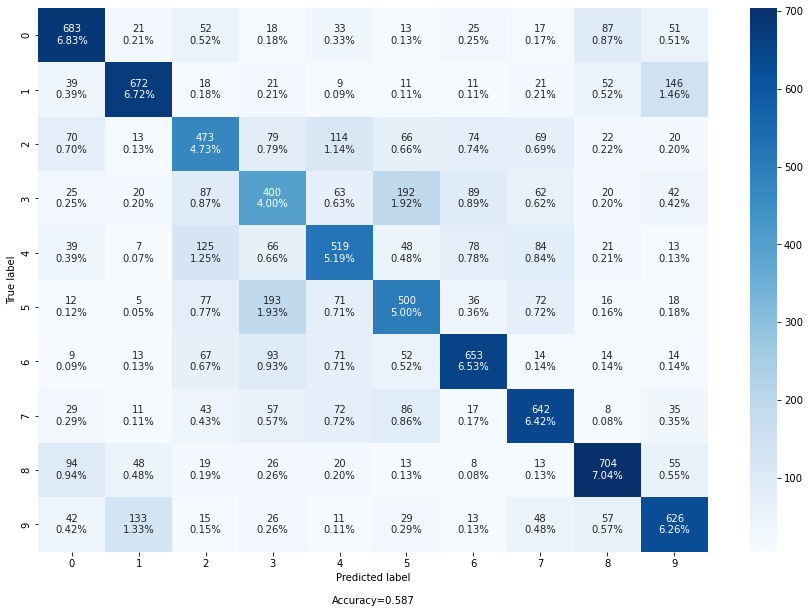 683 21 52 18 33 13 25 17 87 51
0 6.83% 0.21% 0.52% 0.18% 0.33% 0.13% 0.25% 0.17% 0.87% 0.51%
39 672 18 21 9 11 11 21 52 146
1 0.39% 6.72% 0.18% 0.21% 0.09% 0.11% 0.11% 0.21% 0.52% 1.46%
70 13 473 79 114 66 74 69 22 20
2 0.70% 0.13% 4.73% 0.79% 1.14% 0.66% 0.74% 0.69% 0.22% 0.20%
25 20 87 400 63 192 89 62 20 42
3 0.25% 0.20% 0.87% 4.00% 0.63% 1.92% 0.89% 0.62% 0.20% 0.42%
39 7 125 66 519 48 78 84 21 13
4 0.39% 0.07% 1.25% 0.66% 5.19% 0.48% 0.78% 0.84% 0.21% 0.13%
True label
12 5 77 193 71 500 36 72 16 18
5 0.12% 0.05% 0.77% 1.93% 0.71% 5.00% 0.36% 0.72% 0.16% 0.18%
9 13 67 93 71 52 653 14 14 14
6 0.09% 0.13% 0.67% 0.93% 0.71% 0.52% 6.53% 0.14% 0.14% 0.14%
29 11 43 57 72 86 17 642 8 35
7 0.29% 0.11% 0.43% 0.57% 0.72% 0.86% 0.17% 6.42% 0.08% 0.35%
94 48 19 26 20 13 8 13 704 55
8 0.94% 0.48% 0.19% 0.26% 0.20% 0.13% 0.08% 0.13% 7.04% 0.55%
42 133 15 26 11 29 13 48 57 626
9 0.42% 1.33% 0.15% 0.26% 0.11% 0.29% 0.13% 0.48% 0.57% 6.26%
0 1 2 3 4 5 6 7 8 9
Predicted label
Accuracy=0.587
700
600
500
400
300
200
100